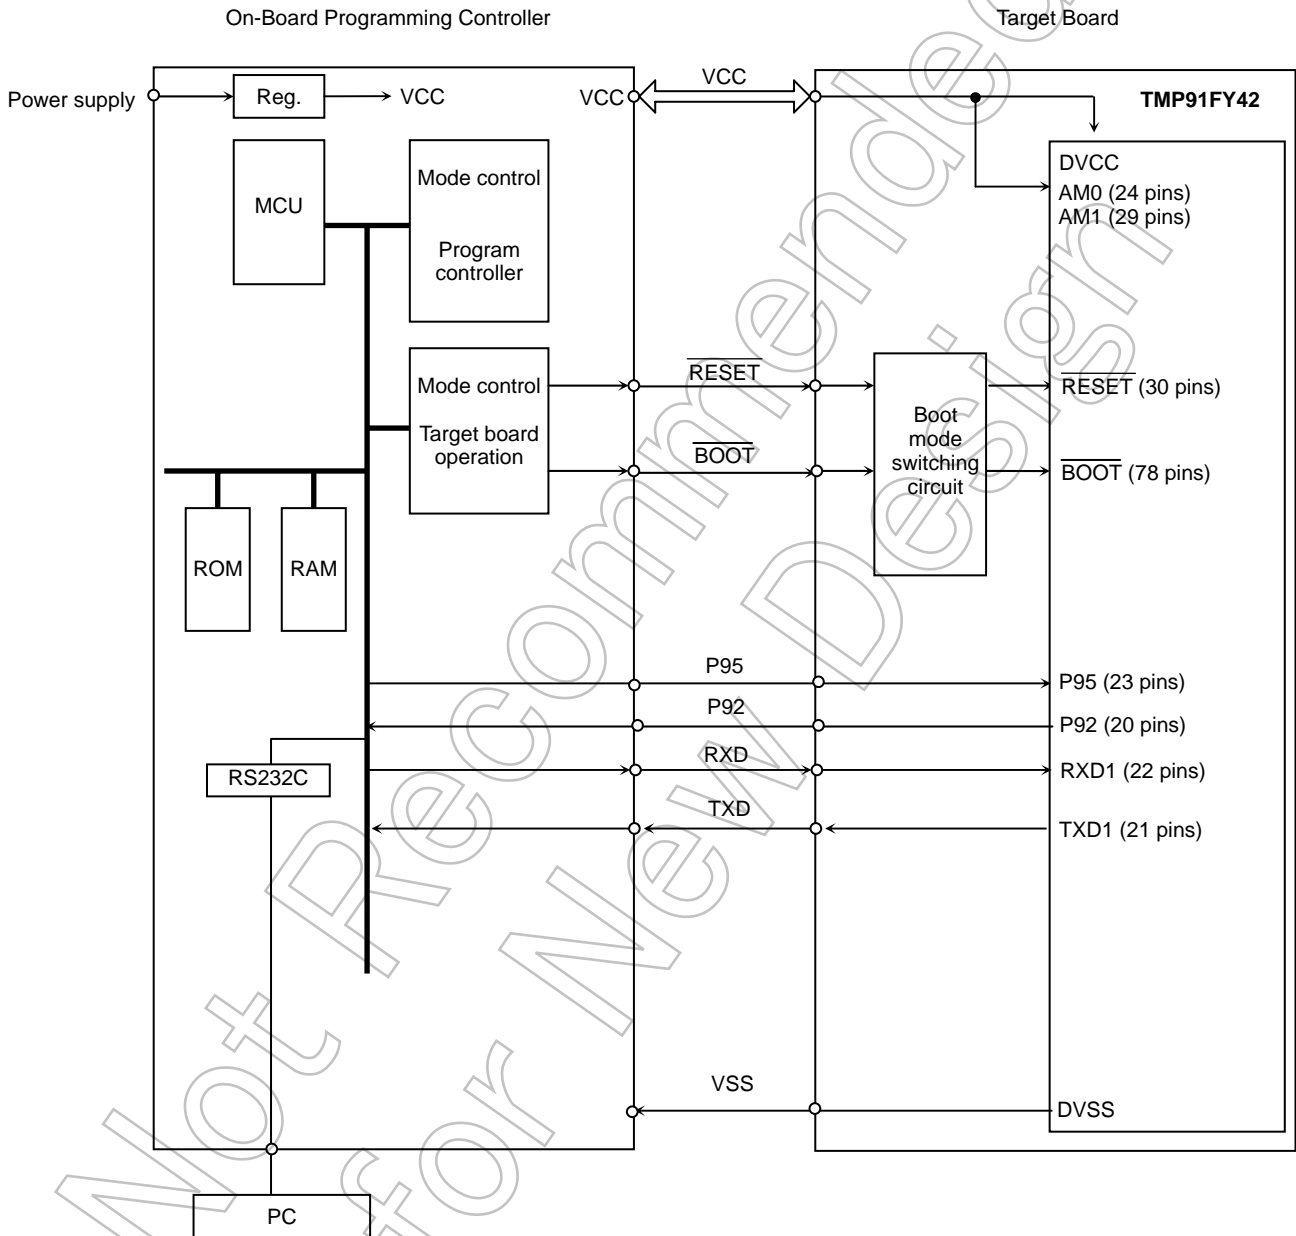 On-Board Programming Controller
Target Board
Power supply
Reg.
VCC
VCC
VCC
TMP91FY42
MCU
Mode control
Program
controller
DVCC
AM0 (24 pins)
AM1 (29 pins)
Mode control
Target board
operation
RESET
BOOT
Boot
mode
switching
circuit
RESET (30 pins)
BOOT (78 pins)
ROM
RAM
P95
P95 (23 pins)
P92
P92 (20 pins)
RS232C
RXD
RXD1 (22 pins)
TXD
TXD1 (21 pins)
VSS
DVSS
PC
Not Recommended
for New Design